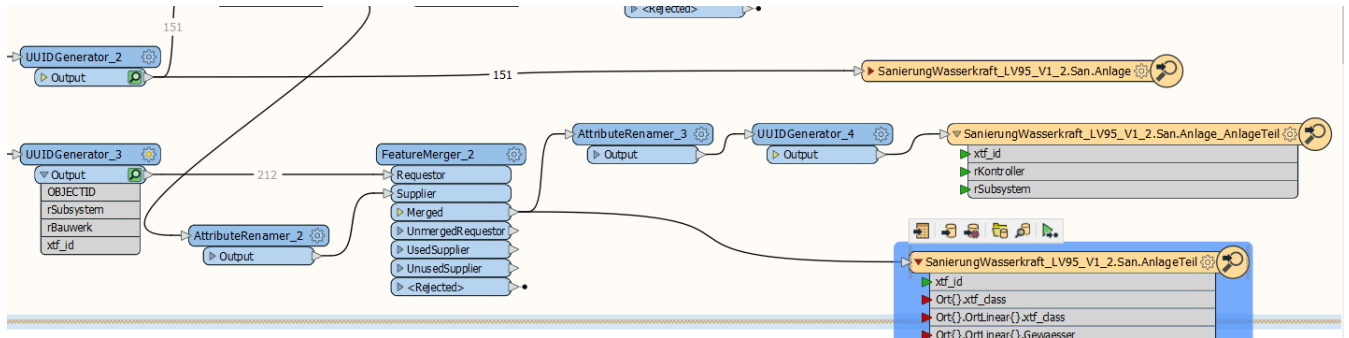 <Rejected>
151
UUIDGenerator_2
Output
151
SanierungWasserkraft_LV95_V1_2.San.Anlage
UUIDGenerator_3
Output
OBJECTID
rSubsystem
rBauwerk
xtf_id
212
AttributeRenamer_2
Output
FeatureMerger_2
Requestor
Supplier
Merged
UnmergedRequestor
UsedSupplier
UnusedSupplier
<Rejected>
AttributeRenamer_3
Output
UUIDGenerator_4
Output
SanierungWasserkraft_LV95_V1_2.San.Anlage_AnlageTeil
xtf_id
rKontroller
rSubsystem
SanierungWasserkraft_LV95_V1_2.San.AnlageTeil
xtf_id
Ort{}.xtf_class
Ort{}.OrtLinear{}.xtf_class
Ort{}.OrtLinear{}.Gewaesser